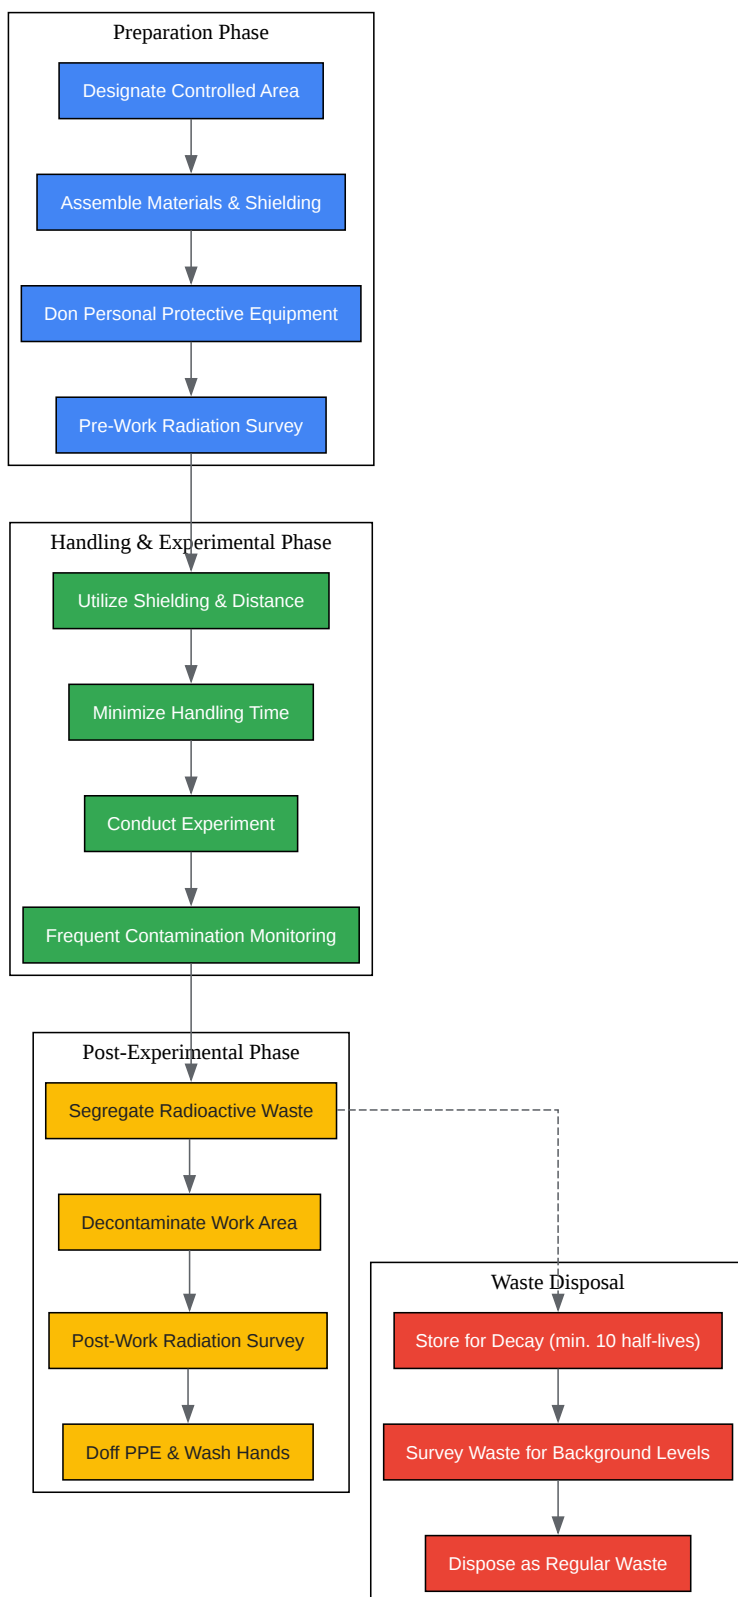 Preparation Phase
Designate Controlled Area
Assemble Materials & Shielding
Don Personal Protective Equipment
Pre-Work Radiation Survey
Handling & Experimental Phase
Utilize Shielding & Distance
Minimize Handling Time
Conduct Experiment
Frequent Contamination Monitoring
Post-Experimental Phase
Segregate Radioactive Waste
Decontaminate Work Area
Post-Work Radiation Survey
Doff PPE & Wash Hands
Waste Disposal
Store for Decay (min. 10 half-lives)
Survey Waste for Background Levels
Dispose as Regular Waste